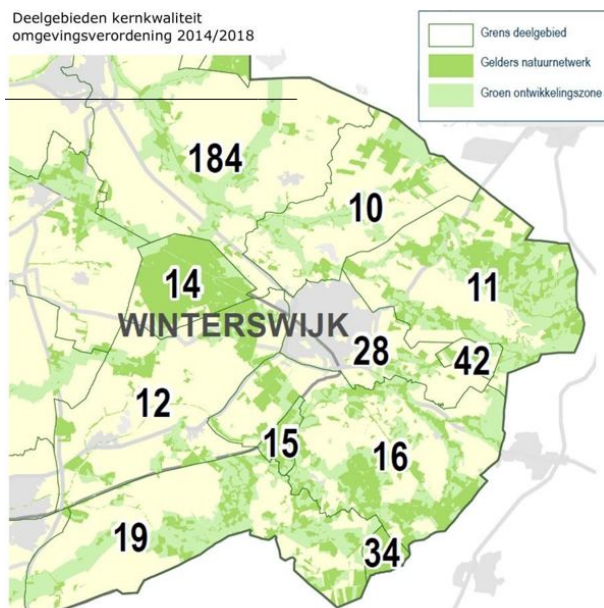 Deelgebieden kernkwaliteit
omgevingsverordening 2014/2018
Grens deelgebied
Gelders natuurnetwerk
Groen ontwikkelingszone
184
10
14
11
WINTERSWIJK
28
42
12
15
16
19
34